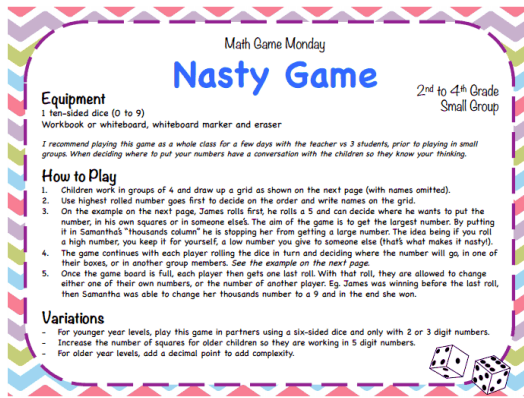 Math Game Monday
Nasty Game
2nd to 4th Grade
Small Group
Equipment
1 ten-sided dice (0 to 9)
Workbook or whiteboard, whiteboard marker and eraser
I recommend playing this game as a whole class for a few days with the teacher vs 3 students, prior to playing in small
groups. When deciding where to put your numbers have a conversation with the children so they know your thinking.
How to Play
1. Children work in groups of 4 and draw up a grid as shown on the next page (with names omitted).
2. Use highest rolled number goes first to decide on the order and write names on the grid.
3. On the example on the next page, James rolls first, he rolls a 5 and can decide where he wants to put the
number, in his own squares or in someone else's. The aim of the game is to get the largest number. By putting
it in Samantha's "thousands column" he is stopping her from getting a large number. The idea being if you roll
a high number, you keep it for yourself, a low number you give to someone else (that's what makes it nasty!).
4. The game continues with each player rolling the dice in turn and deciding where the number will go, in one of
their boxes, or in another group members. See the example on the next page.
5. Once the game board is full, each player then gets one last roll. With that roll, they are allowed to change
either one of their own numbers, or the number of another player. Eg. James was winning before the last roll,
then Samantha was able to change her thousands number to a 9 and in the end she won.
Variations
- For younger year levels, play this game in partners using a six-sided dice and only with 2 or 3 digit numbers.
- Increase the number of squares for older children so they are working in 5 digit numbers.
- For older year levels, add a decimal point to add complexity.